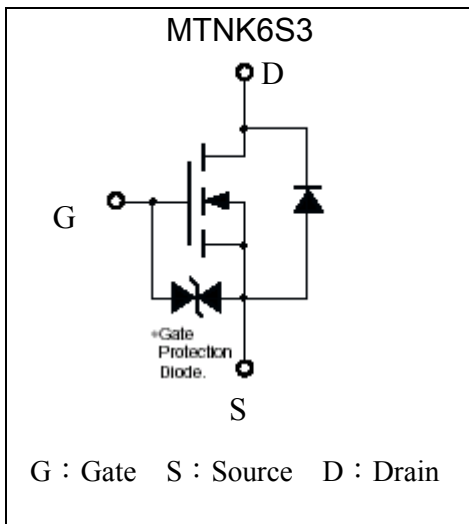 MTNK6S3
D
G
*Gate
Protection
Diode.
S
G：Gate   S：Source   D：Drain